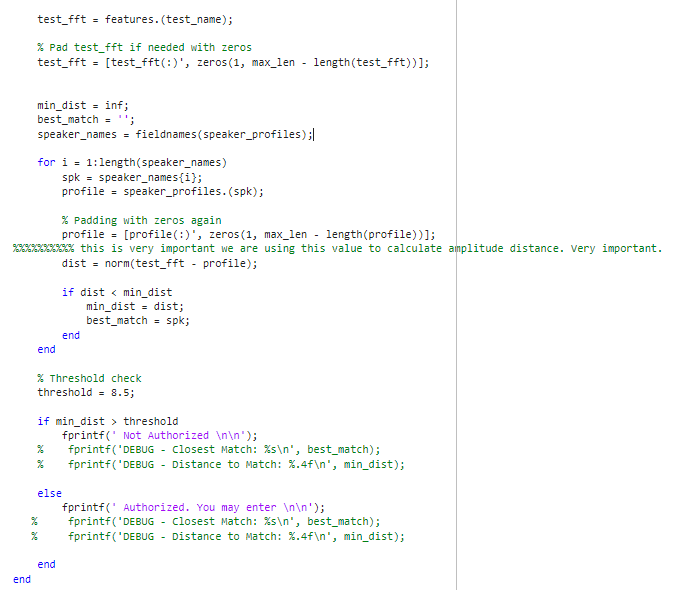 test_fft = features.(test_name);
% Pad test_fft if needed with zeros
test_fft = [test_fft(:)', zeros(1, max_len - length(test_fft))];
min_dist = inf;
best_match = '';
speaker_names = fieldnames(speaker_profiles);
for i = 1:length(speaker_names)
spk = speaker_names{i};
profile = speaker_profiles.(spk);
% Padding with zeros again
profile = [profile(:)', zeros(1, max_len - length(profile))];
%%%%%%%%%% this is very important we are using this value to calculate amplitude distance. Very important.
dist = norm(test_fft - profile);
if dist < min_dist
min_dist = dist;
best_match = spk;
end
end
% Threshold check
threshold = 8.5;
if min_dist > threshold
fprintf(' Not Authorized \n\n');
% fprintf('DEBUG - Closest Match: %s\n', best_match);
% fprintf('DEBUG - Distance to Match: %.4f\n', min_dist);
else
fprintf(' Authorized. You may enter \n\n');
% fprintf('DEBUG - Closest Match: %s\n', best_match);
% fprintf('DEBUG - Distance to Match: %.4f\n', min_dist);
end
end